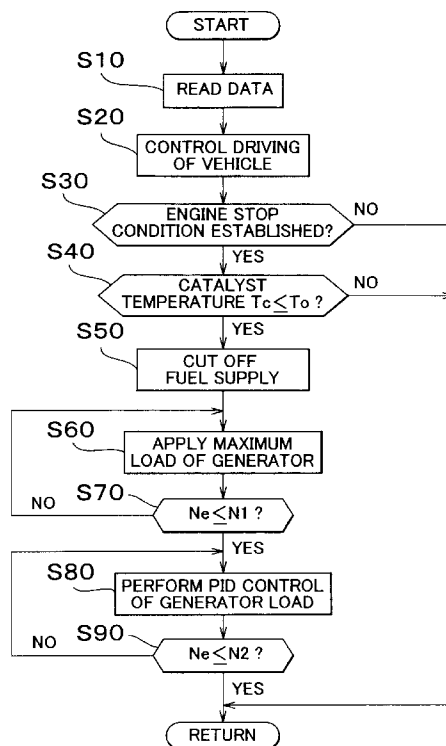 START
S10
READ DATA
S20
CONTROL DRIVING
OF VEHICLE
S30
ENGINE STOP
CONDITION ESTABLISHED?
NO
YES
S40
CATALYST
TEMPERATURE Tc≦To ?
NO
YES
S50
CUT OFF
FUEL SUPPLY
S60
APPLY MAXIMUM
LOAD OF GENERATOR
S70
Ne≦N1 ?
NO
YES
S80
PERFORM PID CONTROL
OF GENERATOR LOAD
S90
Ne≦N2 ?
NO
YES
RETURN